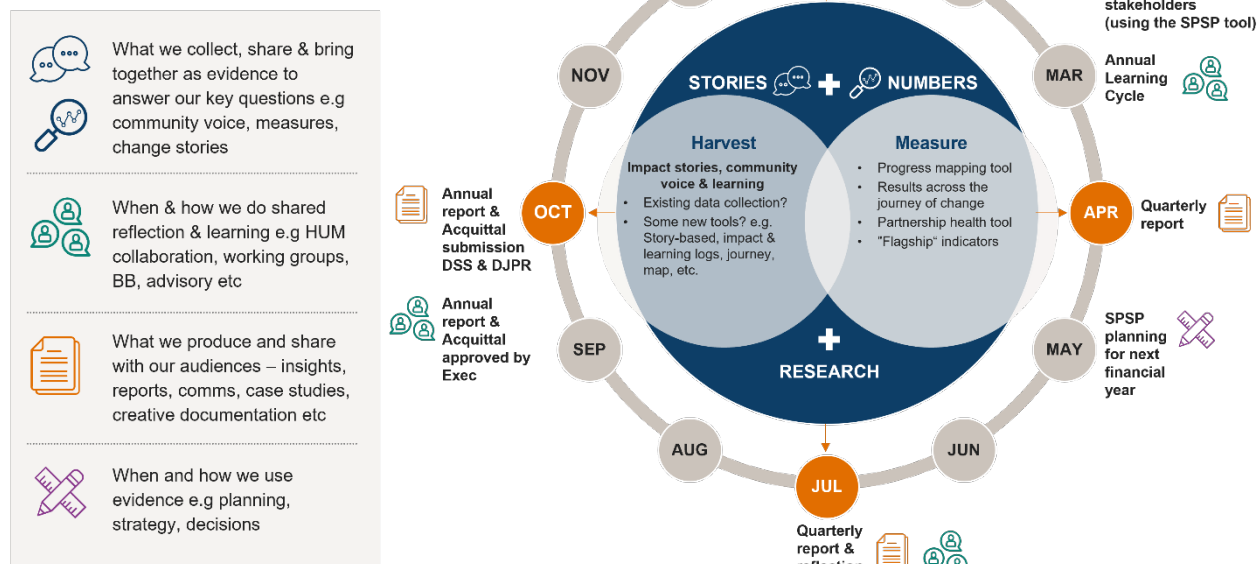 What we collect, share & bring
together as evidence to
answer our key questions e.g
community voice, measures,
change stories
When & how we do shared
reflection & learning e.g HUM
collaboration, working groups,
BB, advisory etc
What we produce and share
with our audiences – insights,
reports, comms, case studies,
creative documentation etc
When and how we use
evidence e.g planning,
strategy, decisions
stakeholders
(using the SPSP tool)
NOV
MAR
Annual
Learning
Cycle
STORIES + NUMBERS
Harvest
Impact stories, community
voice & learning
• Existing data collection?
• Some new tools? e.g.
Story-based, impact &
learning logs, journey,
map, etc.
Measure
• Progress mapping tool
• Results across the
journey of change
• Partnership health tool
• "Flagship" indicators
+
RESEARCH
Annual
report &
Acquittal
submission
DSS & DJPR
OCT
APR
Quarterly
report
Annual
report &
Acquittal
approved by
Exec
SEP
MAY
SPSP
planning
for next
financial
year
AUG
JUN
JUL
Quarterly
report &
reflection